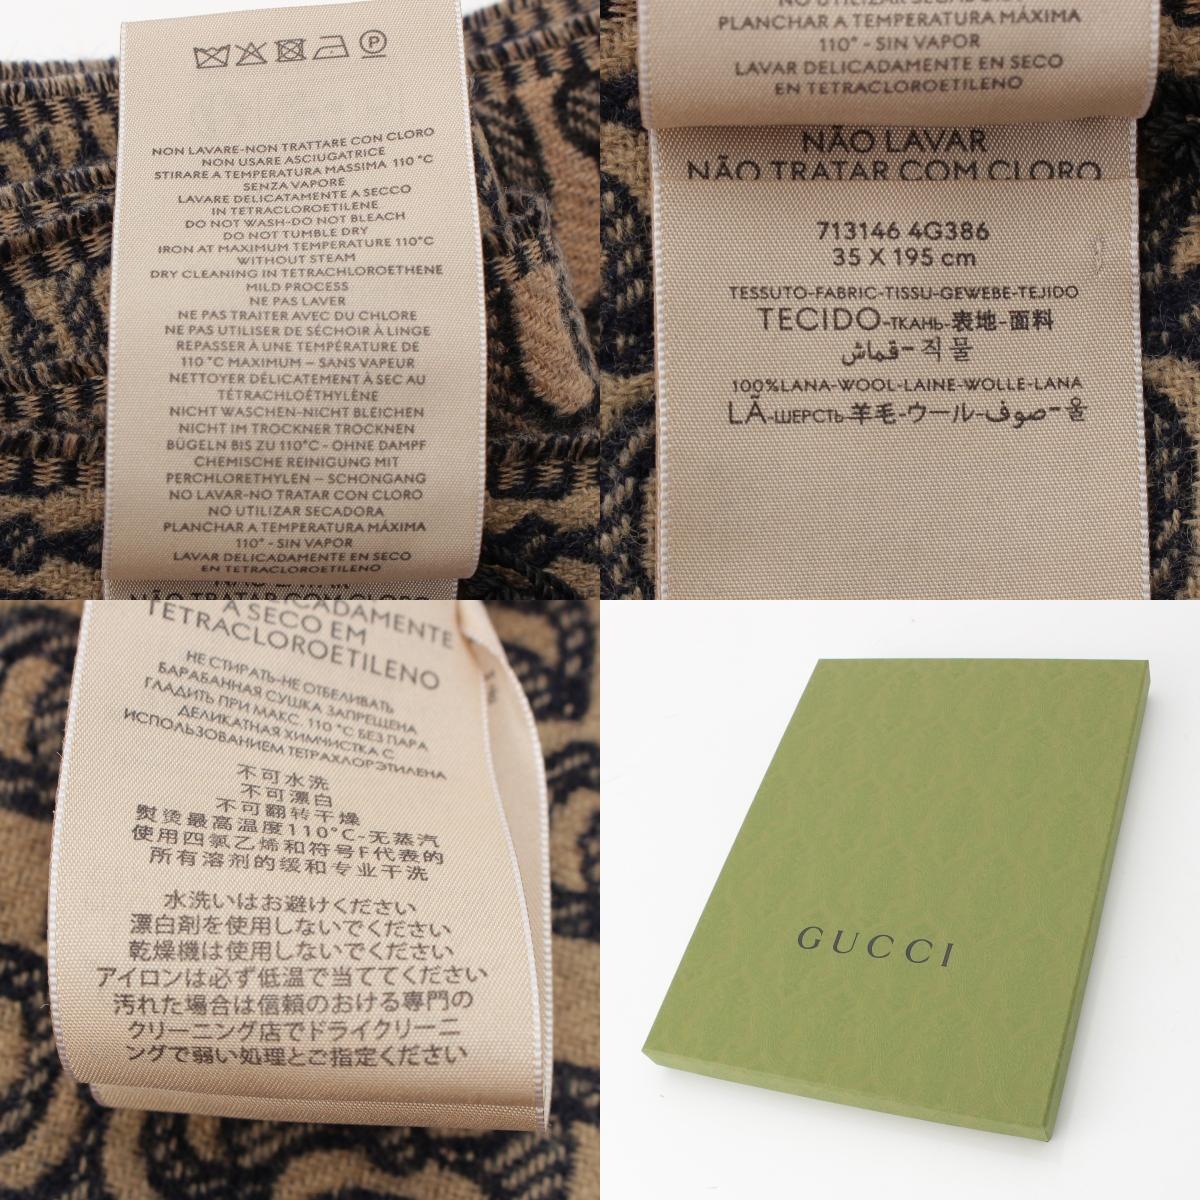 NON LAVARE-NON TRATTARE CON CLORO
NON USARE ASCIUGATRICE
STIRARE A TEMPERATURA MASSIMA 110 °C
SENZA VAPORE
LAVARE DELICATAMENTE A SECCO
IN TETRACLOROETILENE
DO NOT WASH-DO NOT BLEACH
DO NOT TUMBLE DRY
IRON AT MAXIMUM TEMPERATURE 110°C
WITHOUT STEAM
DRY CLEANING IN TETRACHLOROETHENE
MILD PROCESS
NE PAS LAVER
NE PAS TRAITER AVEC DU CHLORE
NE PAS UTILISER DE SÉCHOIR À LINGE
REPASSER À UNE TEMPÉRATURE DE
110 °C MAXIMUM – SANS VAPEUR
NETTOYER DÉLICATEMENT À SEC AU
TÉTRACHLOÉTHYLÈNE
NICHT WASCHEN-NICHT BLEICHEN
NICHT IM TROCKNER TROCKNEN
BÜGELN BIS ZU 110°C - OHNE DAMPF
CHEMISCHE REINIGUNG MIT
PERCHLORETHYLEN – SCHONGANG
NO LAVAR-NO TRATAR CON CLORO
NO UTILIZAR SECADORA
PLANCHAR A TEMPERATURA MÁXIMA
110° - SIN VAPOR
LAVAR DELICADAMENTE EN SECO
EN TETRACLOROETILENO
NÃO TRATAR COM CLORO
NO UTILIZAR SECADORA
PLANCHAR A TEMPERATURA MÁXIMA
110° - SIN VAPOR
LAVAR DELICADAMENTE EN SECO
EN TETRACLOROETILENO
NÃO LAVAR
NÃO TRATAR COM CLORO
713146 4G386
35 X 195 cm
TESSUTO-FABRIC-TISSU-GEWEBE-TEJIDO
TECIDO-ТКАНЬ-表地-面料
قماش-직물
100%LANA-WOOL-LAINE-WOLLE-LANA
LÃ-ШЕРСТЬ 羊毛-ウール-صوف-울
CADAMENTE
A SECO EM
TETRACLOROETILENO
НЕ СТИРАТЬ-НЕ ОТБЕЛИВАТЬ
БАРАБАННАЯ СУШКА ЗАПРЕЩЕНА
ГЛАДИТЬ ПРИ МАКС. 110 °C БЕЗ ПАРА
ДЕЛИКАТНАЯ ХИМЧИСТКА С
ИСПОЛЬЗОВАНИЕМ ТЕТРАХЛОРЭТИЛЕНА
不可水洗
不可漂白
不可翻转干燥
熨烫最高温度110°C-无蒸汽
使用四氯乙烯和符号F代表的
所有溶剂的缓和专业干洗
水洗いはお避けください
漂白剤を使用しないでください
乾燥機は使用しないでください
アイロンは必ず低温で当ててください
汚れた場合は信頼のおける専門の
クリーニング店でドライクリーニ
ングで弱い処理とご指定ください
GUCCI